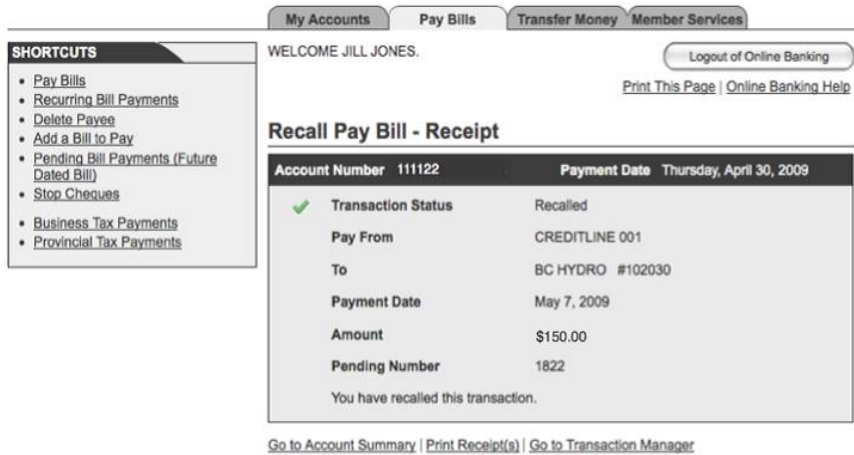 My Accounts Pay Bills Transfer Money Member Services
SHORTCUTS
• Pay Bills
• Recurring Bill Payments
• Delete Payee
• Add a Bill to Pay
• Pending Bill Payments (Future
Dated Bill)
• Stop Cheques
• Business Tax Payments
• Provincial Tax Payments
WELCOME JILL JONES.
Logout of Online Banking
Print This Page | Online Banking Help
Recall Pay Bill - Receipt
Account Number 111122 Payment Date Thursday, April 30, 2009
Transaction Status Recalled
Pay From CREDITLINE 001
To BC HYDRO #102030
Payment Date May 7, 2009
Amount $150.00
Pending Number 1822
You have recalled this transaction.
Go to Account Summary | Print Receipt(s) | Go to Transaction Manager